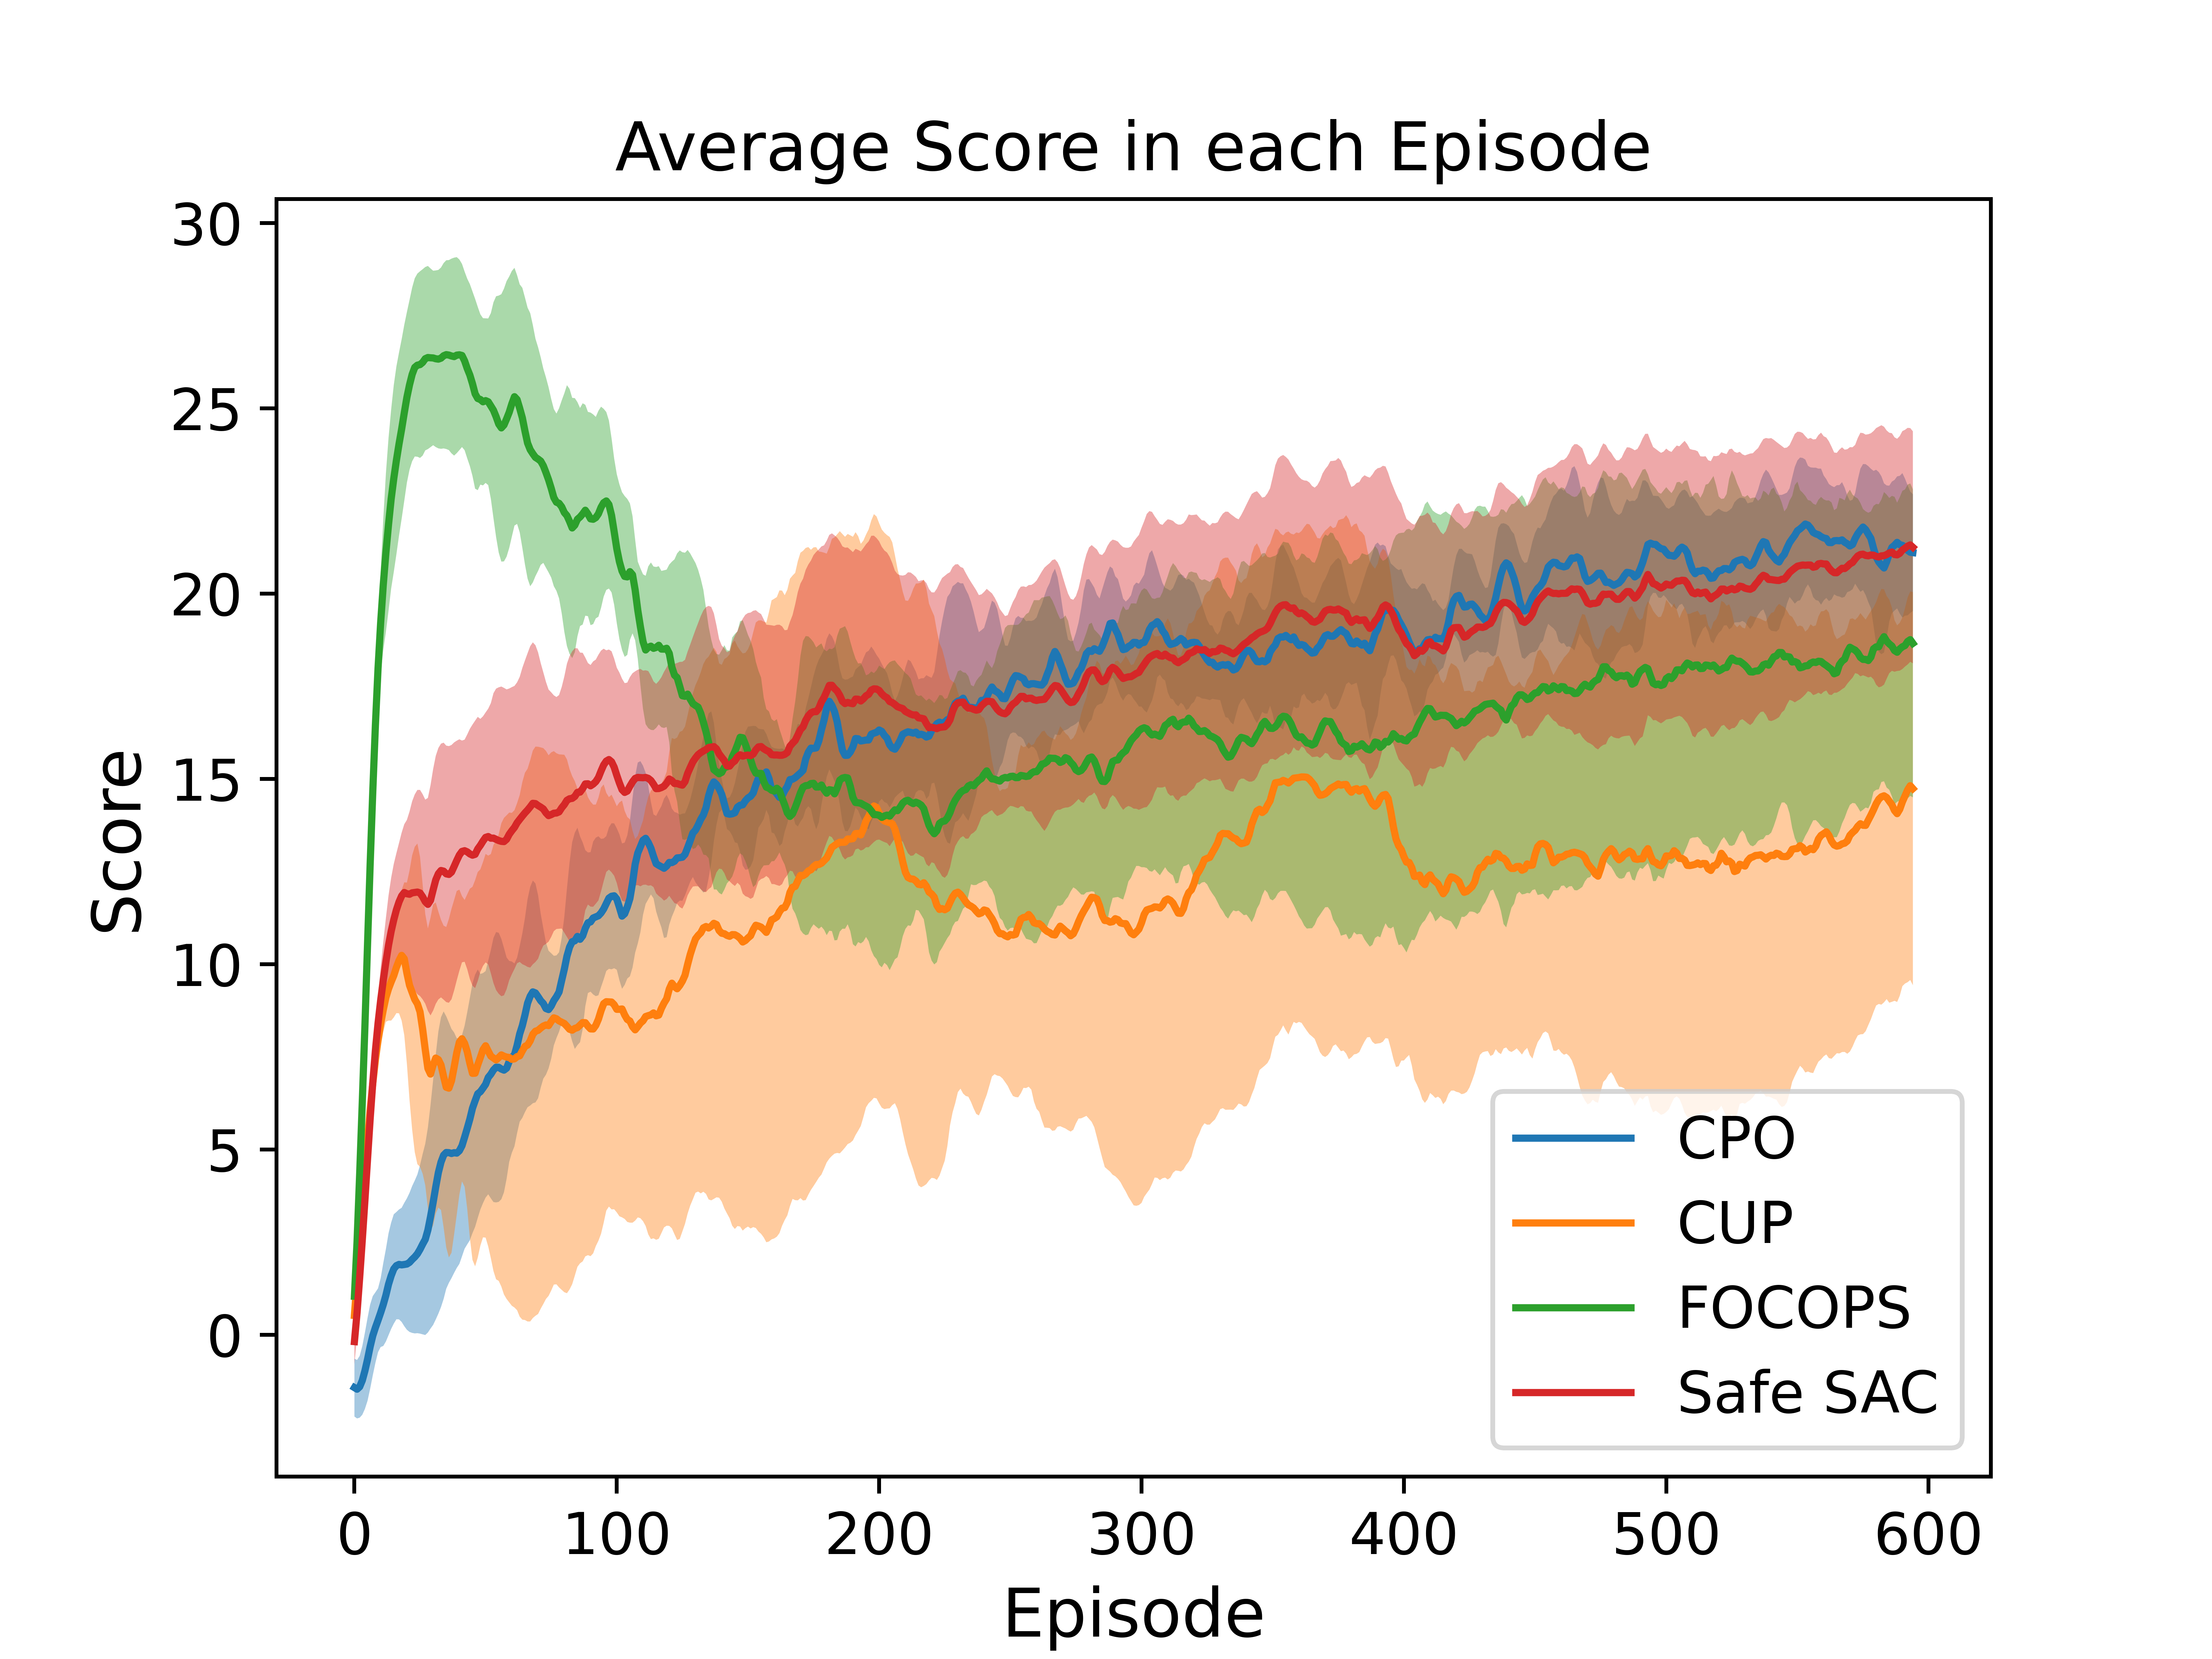 Average Score in each Episode
30
25
20
15
10
5
0
Score
0 100 200 300 400 500 600
Episode
CPO
CUP
FOCOPS
Safe SAC